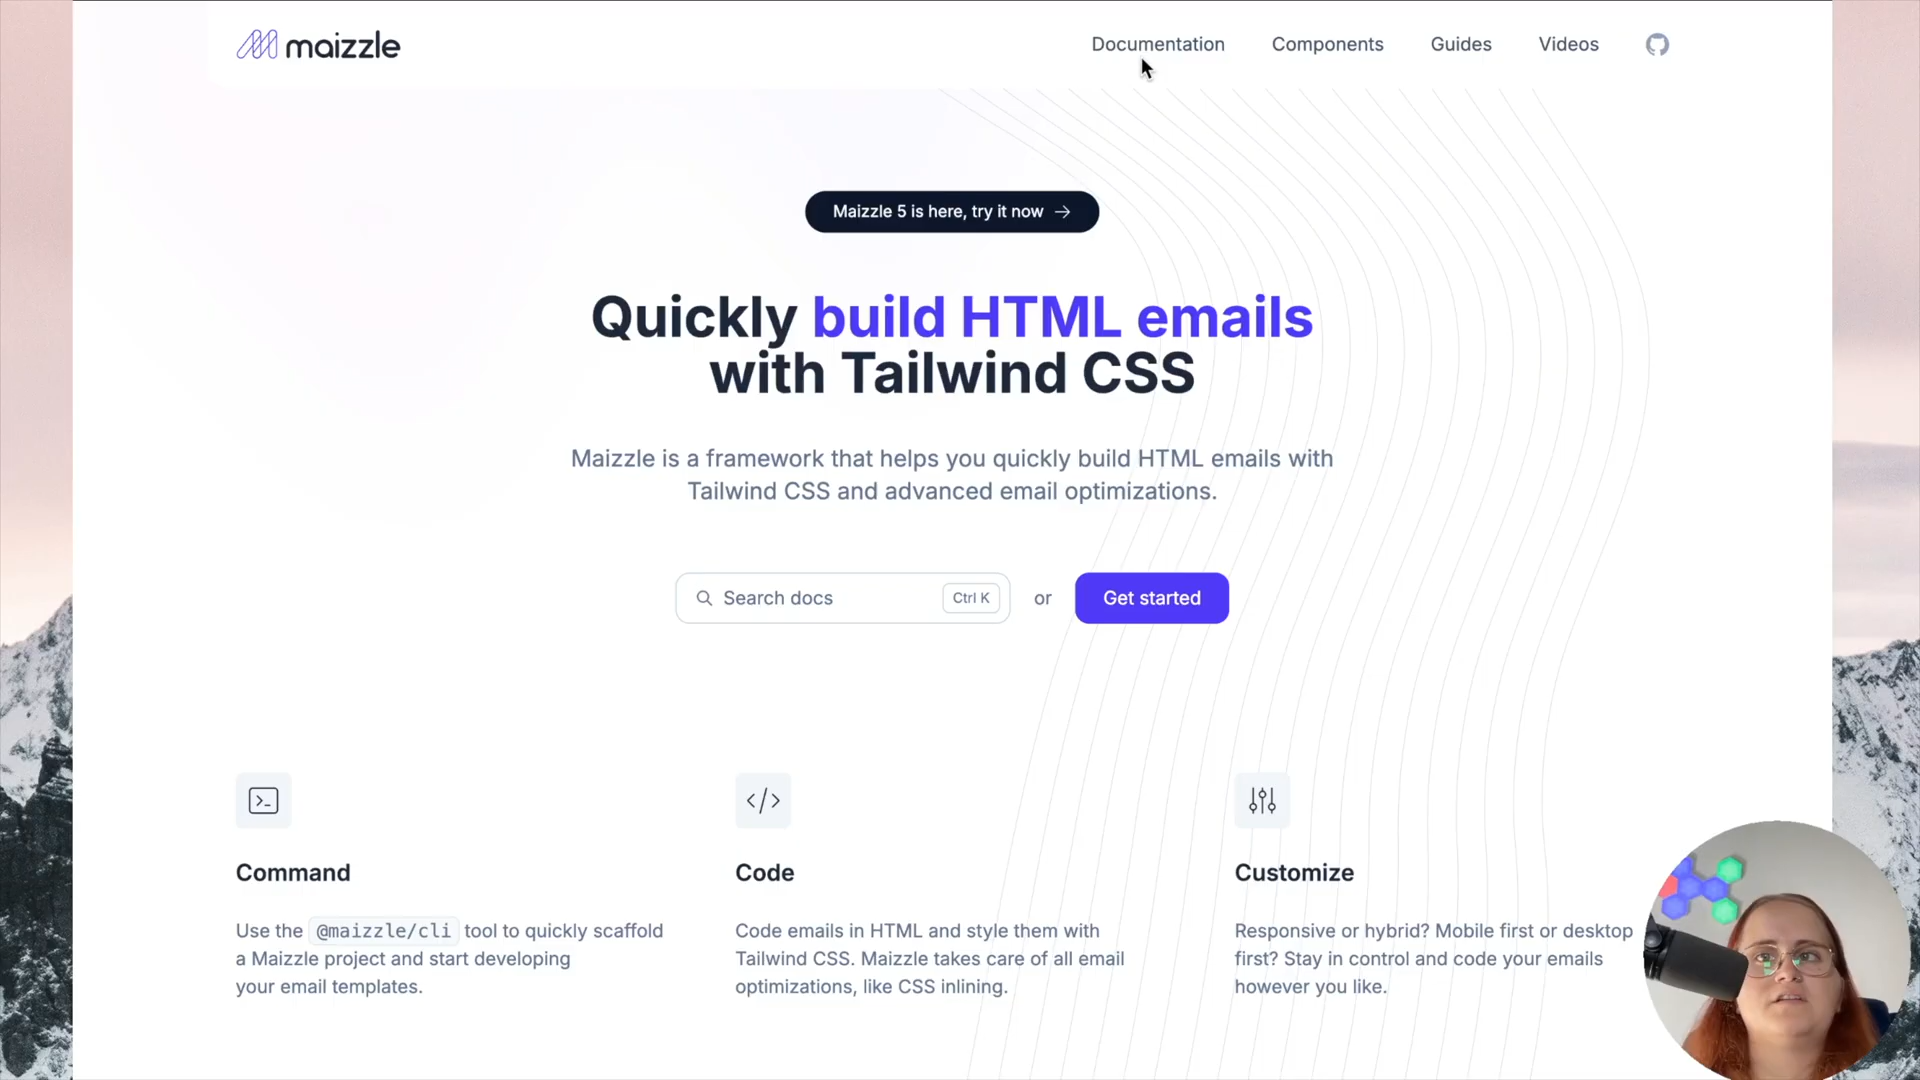 maizzle
Documentation
Components
Guides
Videos
Maizzle 5 is here, try it now →
Quickly build HTML emails
with Tailwind CSS
Maizzle is a framework that helps you quickly build HTML emails with
Tailwind CSS and advanced email optimizations.
Search docs
Ctrl K
or
Get started
Command
Use the @maizzle/cli tool to quickly scaffold
a Maizzle project and start developing
your email templates.
Code
Code emails in HTML and style them with
Tailwind CSS. Maizzle takes care of all email
optimizations, like CSS inlining.
Customize
Responsive or hybrid? Mobile first or desktop
first? Stay in control and code your emails
however you like.